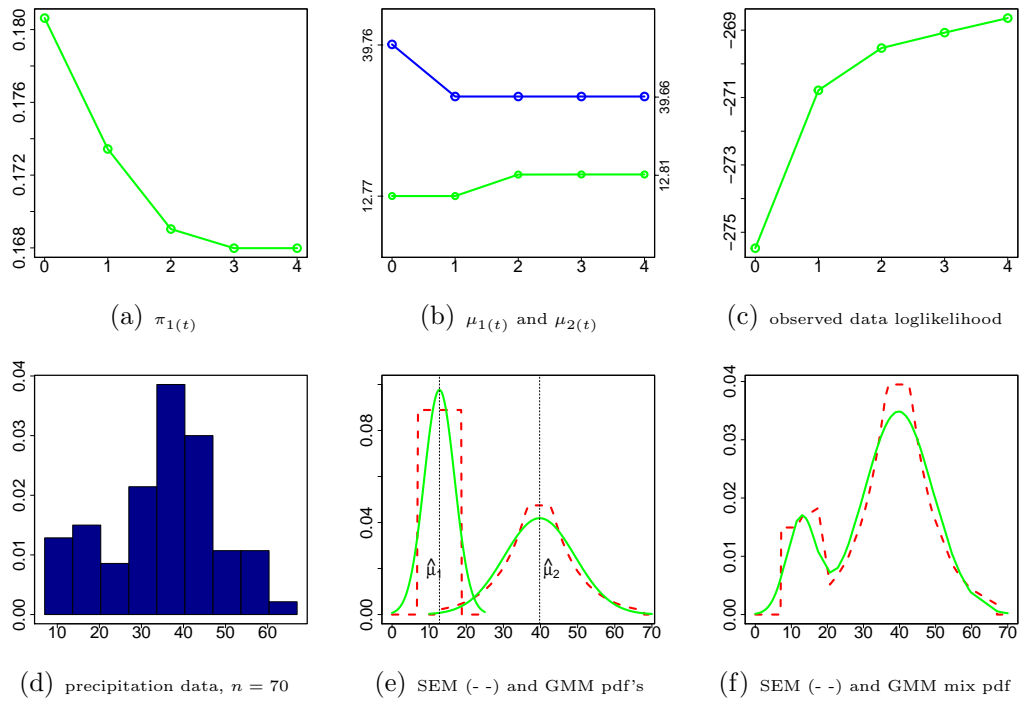 0.168 0.172 0.176 0.180
0 1 2 3 4
(a) π1(t)
39.76
12.77
39.66
12.81
0 1 2 3 4
(b) μ1(t) and μ2(t)
−275 −273 −271 −269
0 1 2 3 4
(c) observed data loglikelihood
0.00 0.01 0.02 0.03 0.04
10 20 30 40 50 60
(d) precipitation data, n = 70
0.00 0.04 0.08
μ̂1
μ̂2
0 10 20 30 40 50 60 70
(e) SEM (- -) and GMM pdf's
0.00 0.01 0.02 0.03 0.04
0 10 20 30 40 50 60 70
(f) SEM (- -) and GMM mix pdf